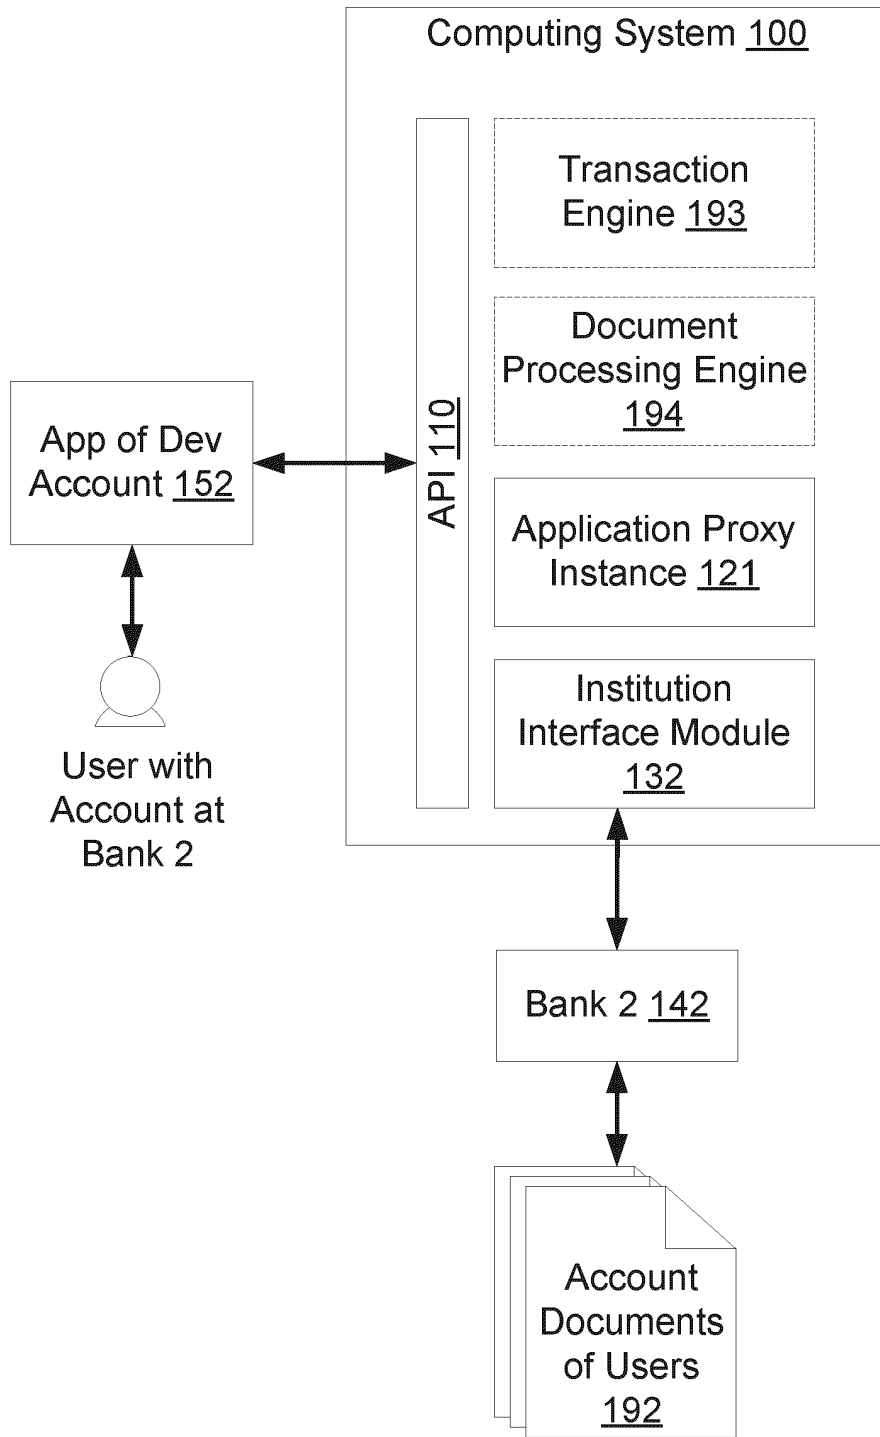 Computing System 100
Transaction
Engine 193
Document
Processing Engine
194
API 110
App of Dev
Account 152
Application Proxy
Instance 121
Institution
Interface Module
132
User with
Account at
Bank 2
Bank 2 142
Account
Documents
of Users
192